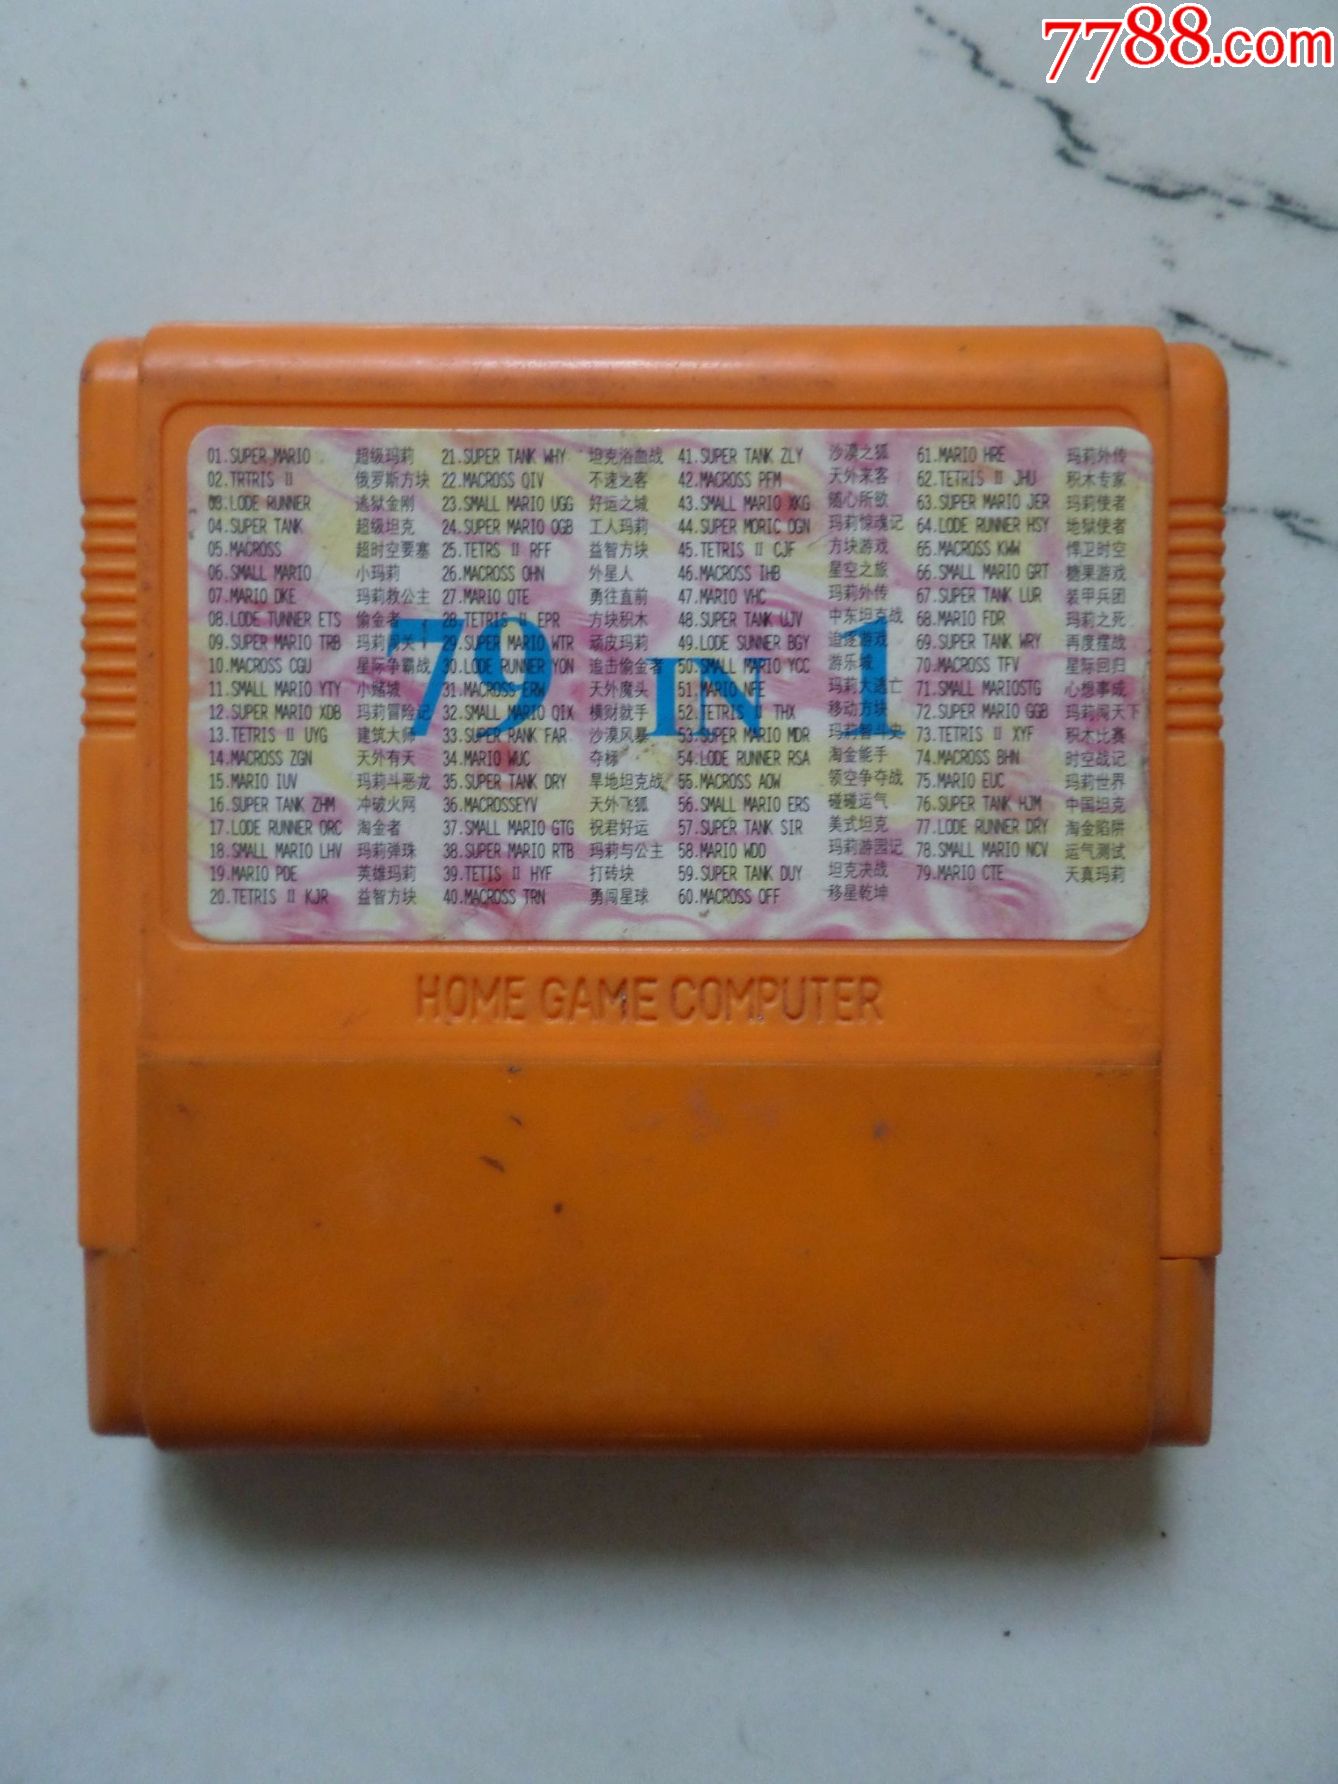 7788.com
01.SUPER MARIO 超级玛莉
02.TRTRIS II 俄罗斯方块
03.LODE RUNNER 逃狱金刚
04.SUPER TANK 超级坦克
05.MACROSS 超时空要塞
06.SMALL MARIO 小玛莉
07.MARIO DKE 玛莉救公主
08.LODE TUNNER ETS 偷金者
09.SUPER MARIO TRB 玛莉闯关
10.MACROSS CGU 星际争霸战
11.SMALL MARIO YTY 小赌城
12.SUPER MARIO XDB 玛莉冒险记
13.TETRIS II UYG 建筑大师
14.MACROSS ZGN 天外有天
15.MARIO IUV 玛莉斗恶龙
16.SUPER TANK ZHM 冲破火网
17.LODE RUNNER ORC 淘金者
18.SMALL MARIO LHV 玛莉弹珠
19.MARIO PDE 英雄玛莉
20.TETRIS II KJR 益智方块
21.SUPER TANK WHY 坦克浴血战
22.MACROSS QIV 不速之客
23.SMALL MARIO UGG 好运之城
24.SUPER MARIO OGB 工人玛莉
25.TETRS II RFF 益智方块
26.MACROSS OHN 外星人
27.MARIO QTE 勇往直前
28.TETRIS II EPR 方块积木
29.SUPER MARIO WTR 顽皮玛莉
30.LODE RUNNER YON 追击偷金者
31.MACROSS ERW 天外魔头
32.SMALL MARIO QIX 横财就手
33.SUPER RANK FAR 沙漠风暴
34.MARIO WUC 夺标
35.SUPER TANK DRY 旱地坦克战
36.MACROSSEYV 天外飞狐
37.SMALL MARIO GTG 祝君好运
38.SUPER MARIO RTB 玛莉与公主
39.TETIS II HYF 打砖块
40.MACROSS TRN 勇闯星球
41.SUPER TANK ZLY 沙漠之狐
42.MACROSS PFM 天外来客
43.SMALL MARIO XKG 随心所欲
44.SUPER MORIC OGN 玛莉惊魂记
45.TETRIS II CJF 方块游戏
46.MACROSS IHB 星空之旅
47.MARIO VHC 玛莉外传
48.SUPER TANK UJV 中东坦克战
49.LODE SUNNER BGY 追逐游戏
50.SMALL MARIO YCC 游乐城
51.MARIO NFE 玛莉大逃亡
52.TETRIS II THX 移动方块
53.SUPER MARIO MDR 玛莉智斗史
54.LODE RUNNER RSA 淘金能手
55.MACROSS AOW 领空争夺战
56.SMALL MARIO ERS 碰碰运气
57.SUPER TANK SIR 美式坦克
58.MARIO WDD 玛莉游园记
59.SUPER TANK DUY 坦克决战
60.MACROSS OFF 移星乾坤
61.MARIO HRE 玛莉外传
62.TETRIS II JHU 积木专家
63.SUPER MARIO JER 玛莉使者
64.LODE RUNNER HSY 地狱使者
65.MACROSS KWW 悍卫时空
66.SMALL MARIO GRT 糖果游戏
67.SUPER TANK LUR 装甲兵团
68.MARIO FDR 玛莉之死
69.SUPER TANK WRY 再度摆战
70.MACROSS TFV 星际回归
71.SMALL MARIOSTG 心想事成
72.SUPER MARIO GGB 玛莉闯天下
73.TETRIS II XYF 积木比赛
74.MACROSS BHN 时空战记
75.MARIO EUC 玛莉世界
76.SUPER TANK HJM 中国坦克
77.LODE RUNNER DRY 淘金陷阱
78.SMALL MARIO NCV 运气测试
79.MARIO CTE 天真玛莉
79 IN 1
HOME GAME COMPUTER